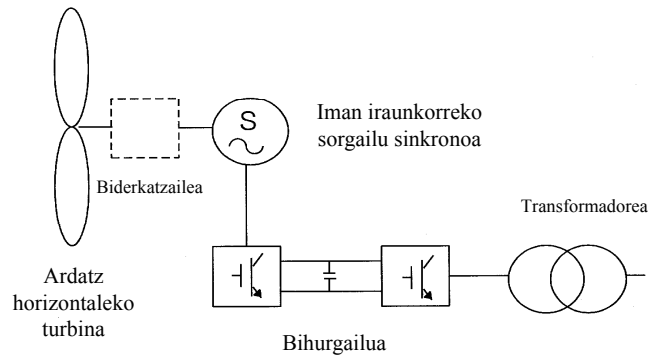 S
Iman iraunkorreko
sorgailu sinkronoa
Biderkatzailea
Transformadorea
Ardatz
horizontaleko
turbina
Bihurgailua